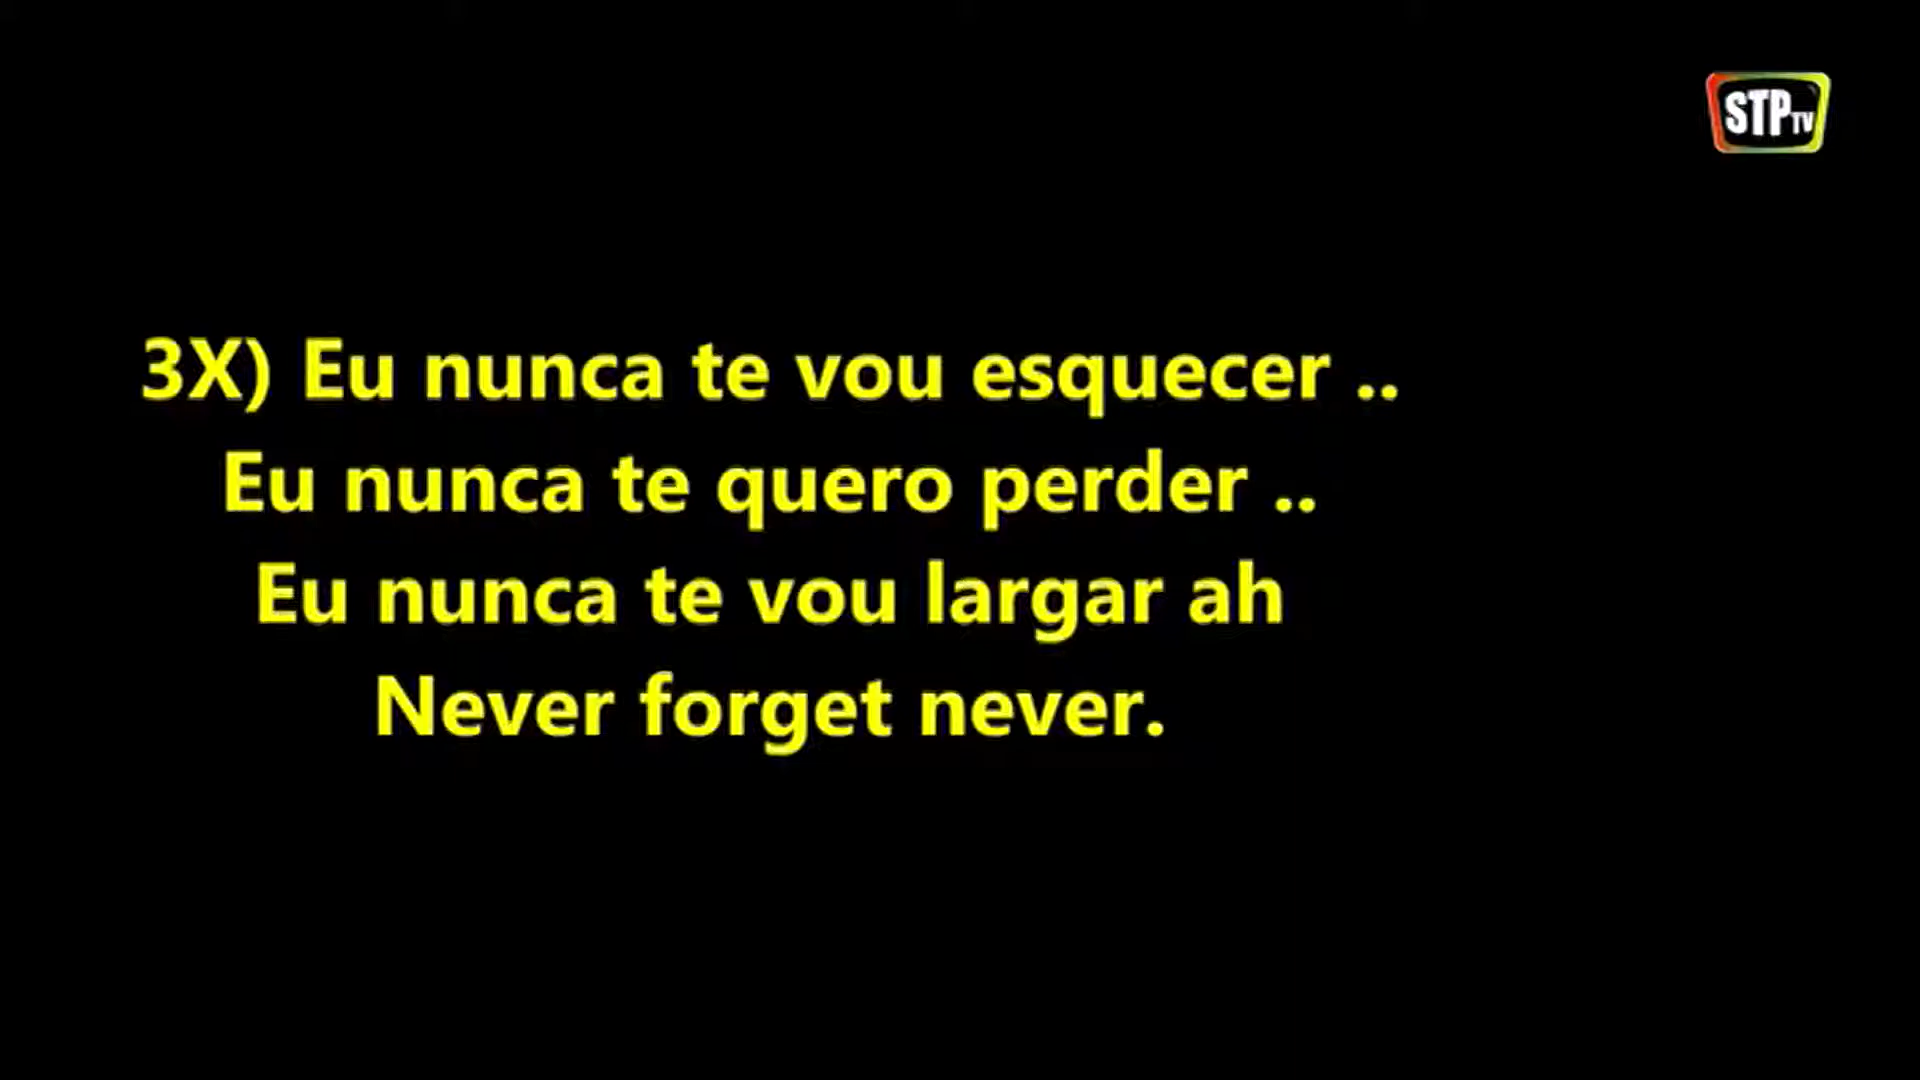 STPTV
3X) Eu nunca te vou esquecer ..
Eu nunca te quero perder ..
Eu nunca te vou largar ah
Never forget never.